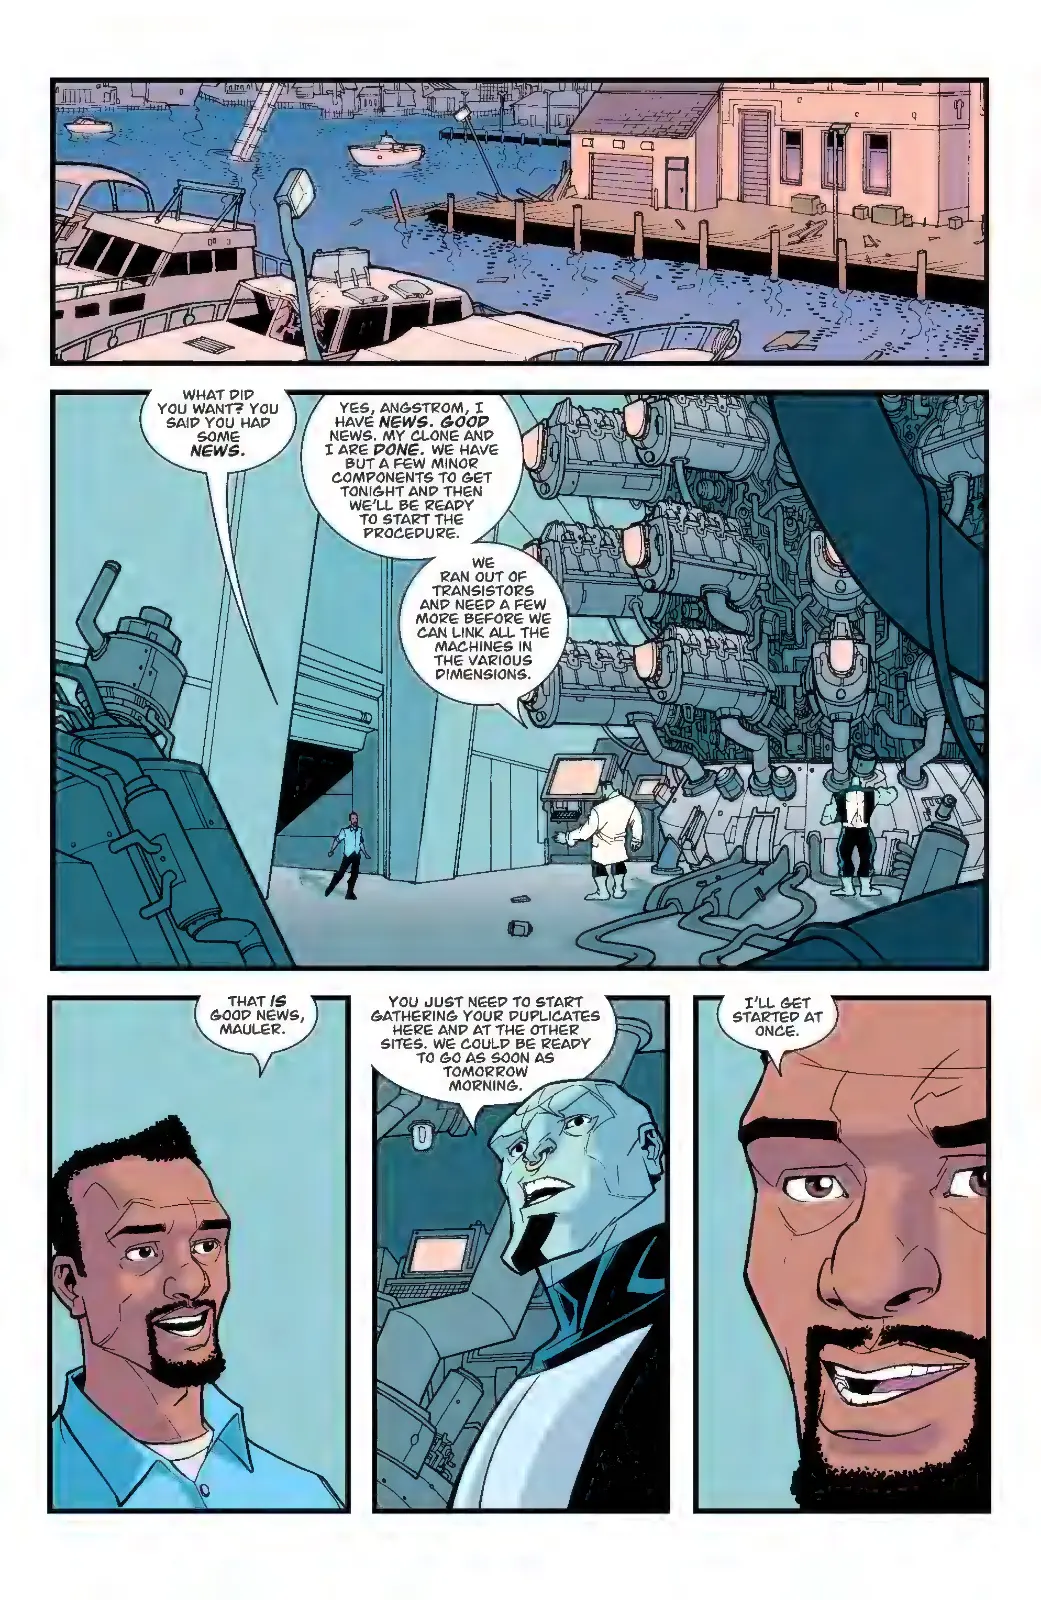 WHAT DID
YOU WANT? YOU
SAID YOU HAD
SOME
NEWS.
YES, ANGSTROM, I
HAVE NEWS. GOOD
NEWS. MY CLONE AND
I ARE DONE. WE HAVE
BUT A FEW MINOR
COMPONENTS TO GET
TONIGHT AND THEN
WE'LL BE READY
TO START THE
PROCEDURE.
WE
RAN OUT OF
TRANSISTORS
AND NEED A FEW
MORE BEFORE WE
CAN LINK ALL THE
MACHINES IN
THE VARIOUS
DIMENSIONS.
THAT IS
GOOD NEWS,
MAULER.
YOU JUST NEED TO START
GATHERING YOUR DUPLICATES
HERE AND AT THE OTHER
SITES. WE COULD BE READY
TO GO AS SOON AS
TOMORROW
MORNING.
I'LL GET
STARTED AT
ONCE.